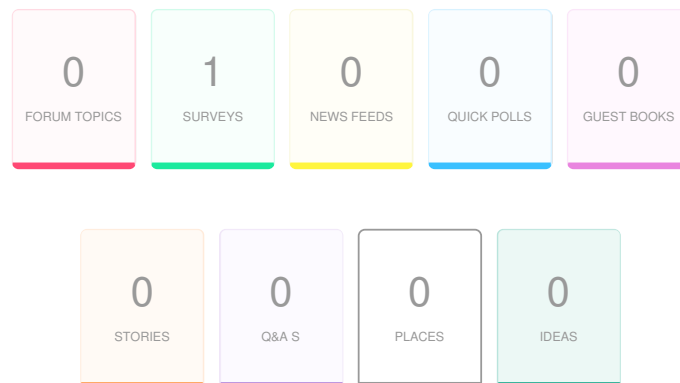 0 1 0 0 0
FORUM TOPICS SURVEYS NEWS FEEDS QUICK POLLS GUEST BOOKS
0 0 0 0
STORIES Q&A S PLACES IDEAS